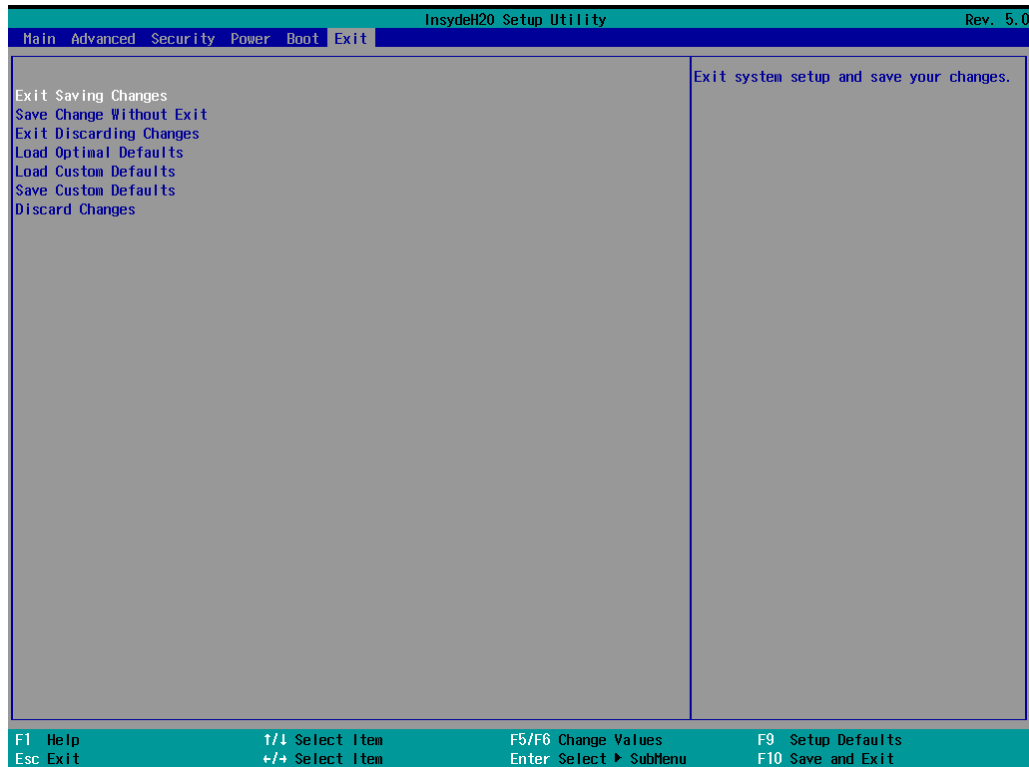 InsydeH20 Setup Utility Rev. 5.0
Main Advanced Security Power Boot Exit
Exit system setup and save your changes.
Exit Saving Changes
Save Change Without Exit
Exit Discarding Changes
Load Optimal Defaults
Load Custom Defaults
Save Custom Defaults
Discard Changes
F1 Help ↑/↓ Select Item F5/F6 Change Values F9 Setup Defaults
Esc Exit ←/→ Select Item Enter Select ▶ SubMenu F10 Save and Exit